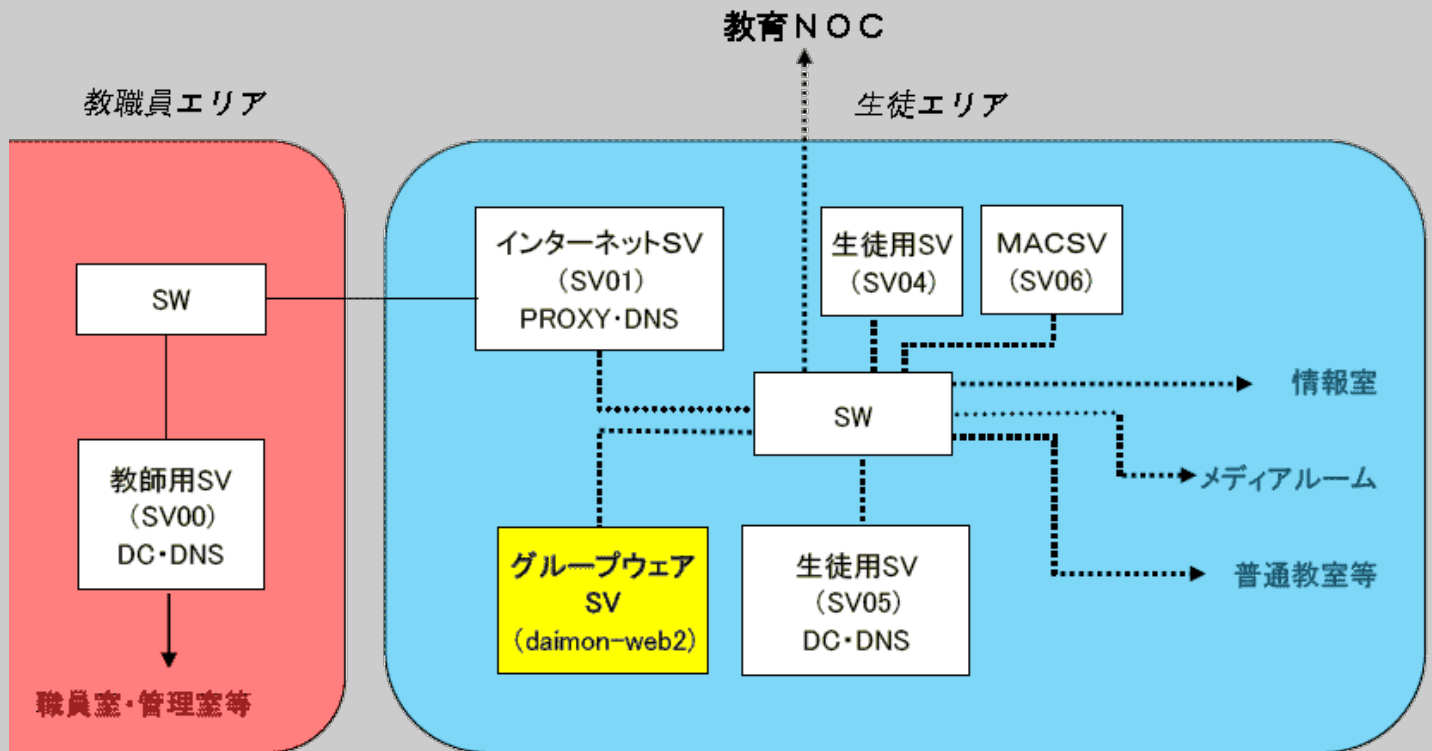 教育ＮＯＣ
教職員エリア
生徒エリア
SW
教師用SV
(SV00)
DC・DNS
職員室・管理室等
インターネットSV
(SV01)
PROXY・DNS
生徒用SV
(SV04)
MACSV
(SV06)
SW
グループウェア
SV
(daimon-web2)
生徒用SV
(SV05)
DC・DNS
情報室
メディアルーム
普通教室等